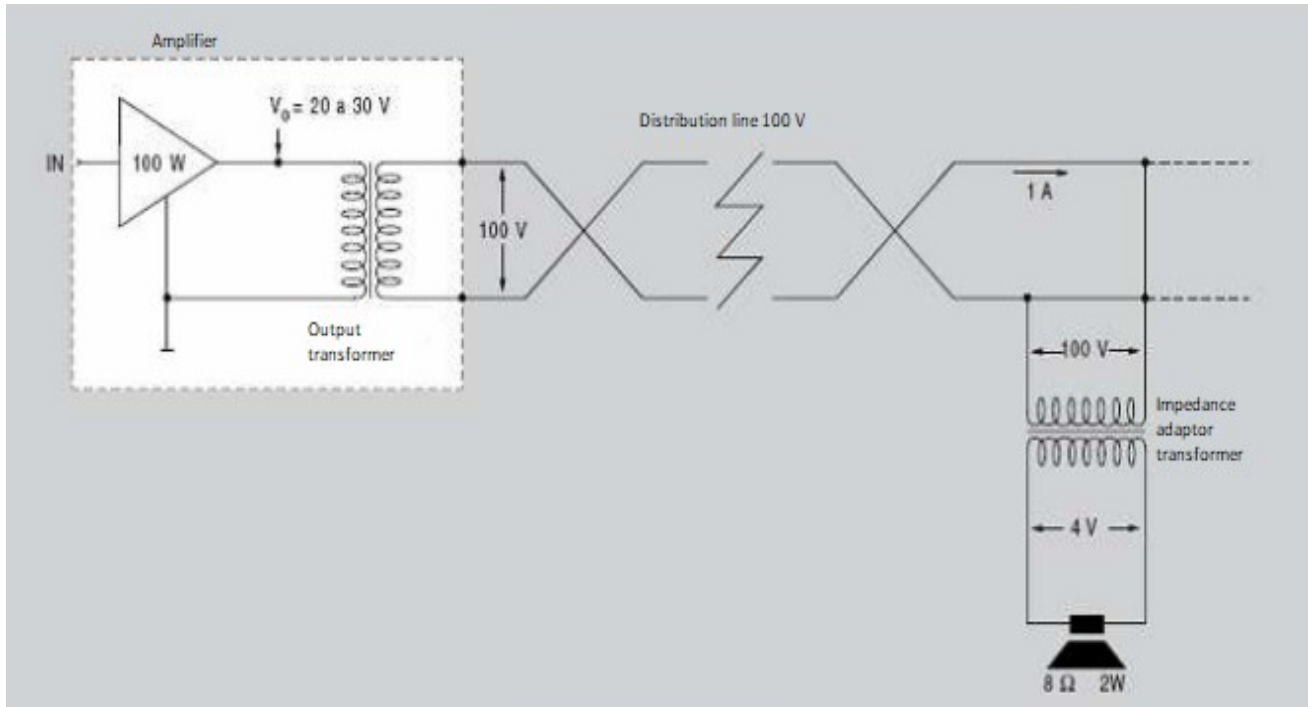 Amplifier
V₀ = 20 a 30 V
IN
100 W
Output
transformer
100 V
Distribution line 100 V
1 A
100 V
Impedance
adaptor
transformer
4 V
8 Ω 2W